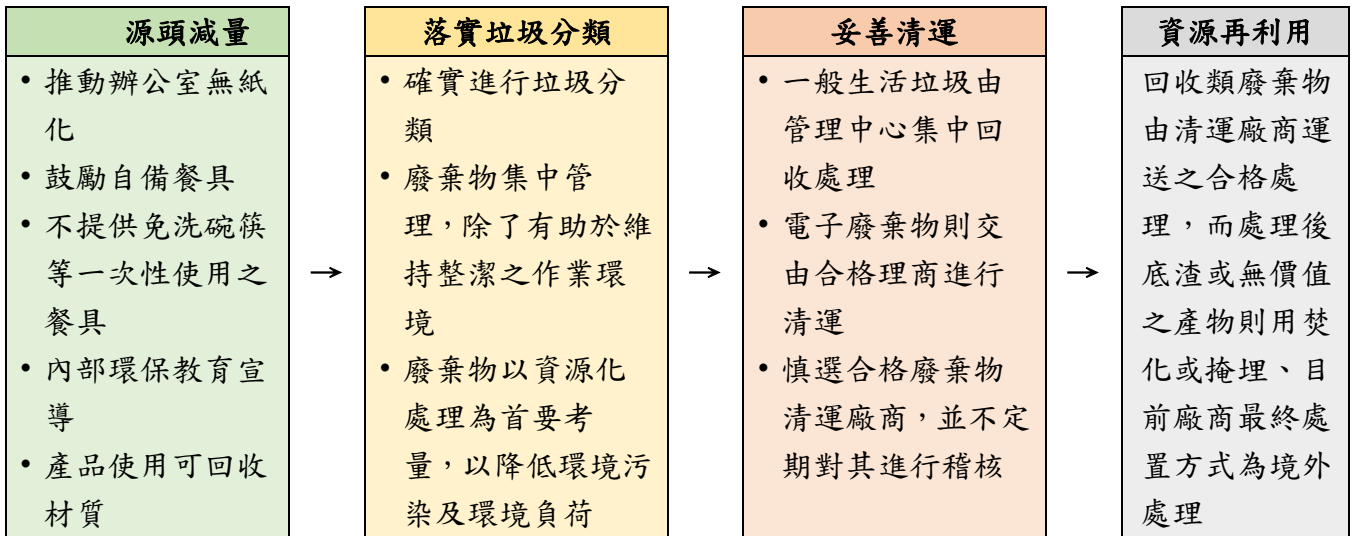 源頭減量
• 推動辦公室無紙
化
• 鼓勵自備餐具
• 不提供免洗碗筷
等一次性使用之
餐具
• 內部環保教育宣
導
• 產品使用可回收
材質
→
落實垃圾分類
• 確實進行垃圾分
類
• 廢棄物集中管
理，除了有助於維
持整潔之作業環
境
• 廢棄物以資源化
處理為首要考
量，以降低環境污
染及環境負荷
→
妥善清運
• 一般生活垃圾由
管理中心集中回
收處理
• 電子廢棄物則交
由合格理商進行
清運
• 慎選合格廢棄物
清運廠商，並不定
期對其進行稽核
→
資源再利用
回收類廢棄物
由清運廠商運
送之合格處
理，而處理後
底渣或無價值
之產物則用焚
化或掩埋、目
前廠商最終處
置方式為境外
處理